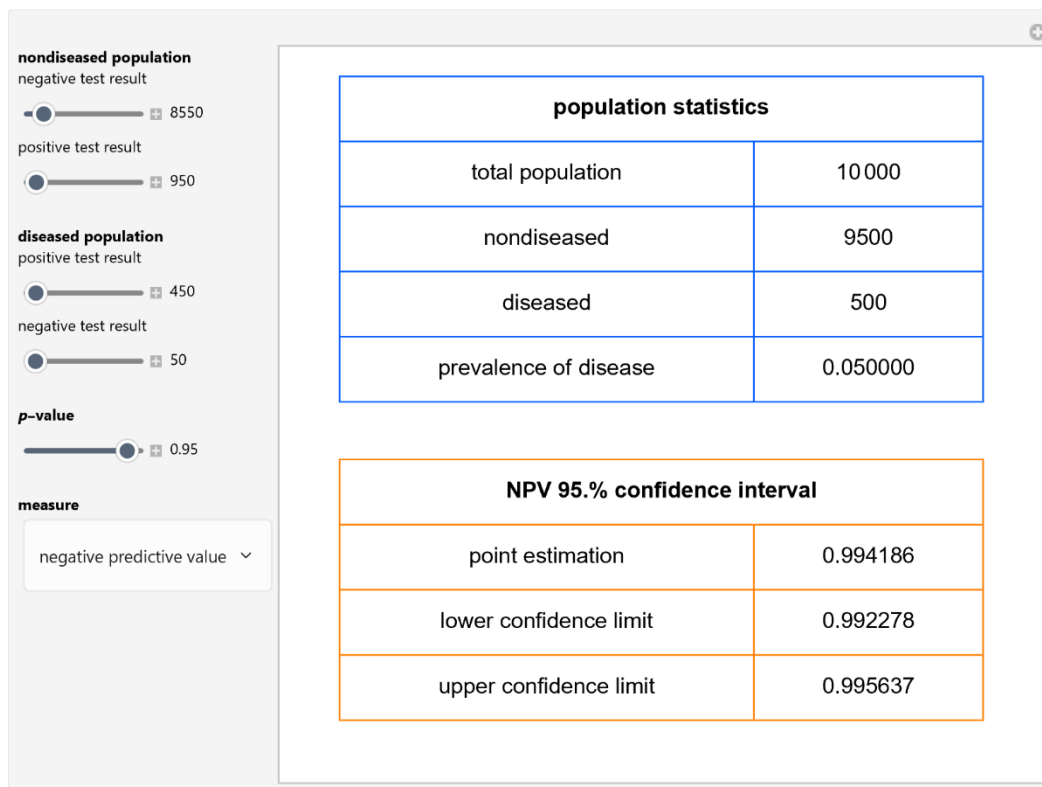 nondiseased population
negative test result
8550
positive test result
950
diseased population
positive test result
450
negative test result
50
p-value
0.95
measure
negative predictive value
population statistics
total population 10 000
nondiseased 9500
diseased 500
prevalence of disease 0.050000
NPV 95.% confidence interval
point estimation 0.994186
lower confidence limit 0.992278
upper confidence limit 0.995637